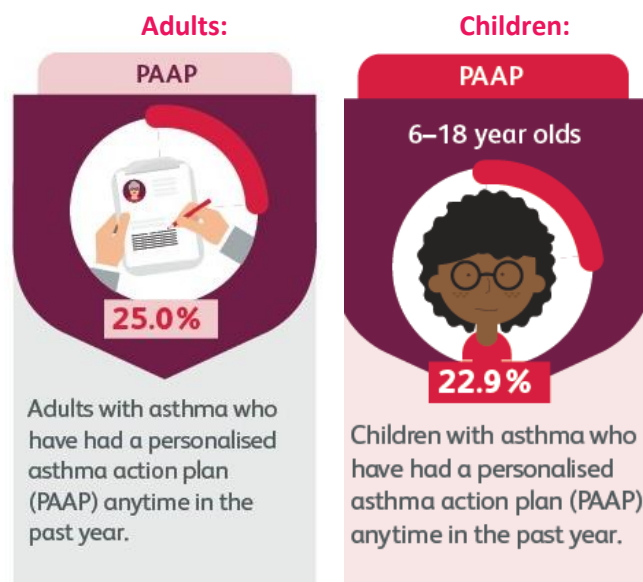 Adults:
PAAP
25.0%
Adults with asthma who
have had a personalised
asthma action plan
(PAAP) anytime in the
past year.
Children:
PAAP
6–18 year olds
22.9%
Children with asthma who
have had a personalised
asthma action plan (PAAP)
anytime in the past year.